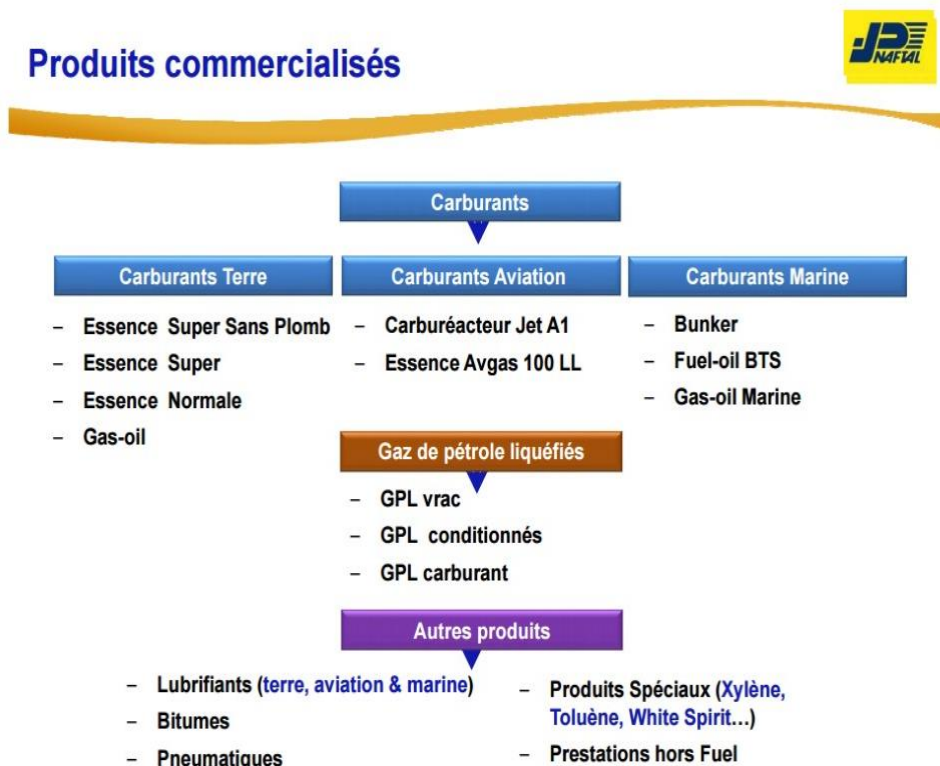 Produits commercialisés
NAFTAL
Carburants
Carburants Terre
– Essence Super Sans Plomb
– Essence Super
– Essence Normale
– Gas-oil
Carburants Aviation
– Carburéacteur Jet A1
– Essence Avgas 100 LL
Carburants Marine
– Bunker
– Fuel-oil BTS
– Gas-oil Marine
Gaz de pétrole liquéfiés
– GPL vrac
– GPL conditionnés
– GPL carburant
Autres produits
– Lubrifiants (terre, aviation & marine)
– Bitumes
– Pneumatiques
– Produits Spéciaux (Xylène,
Toluène, White Spirit…)
– Prestations hors Fuel